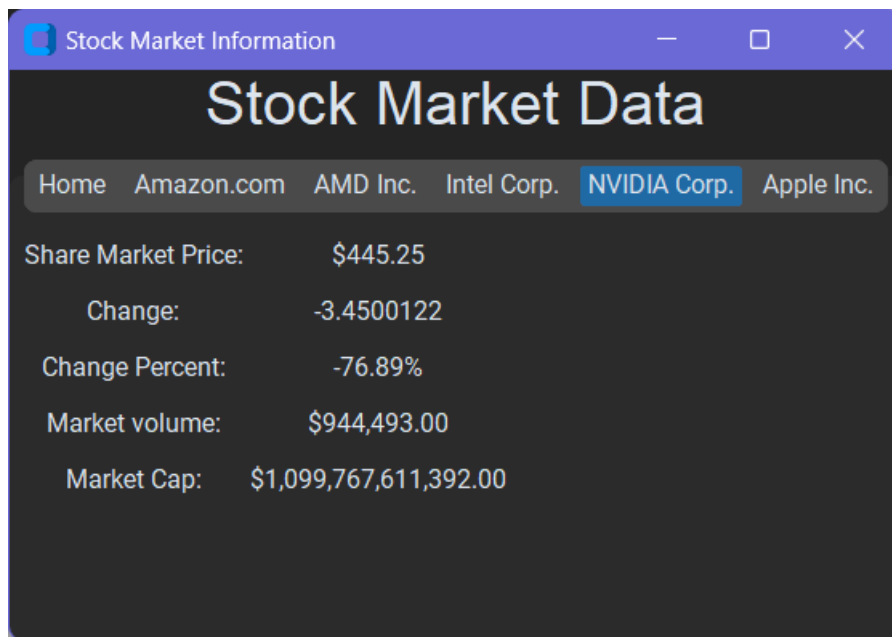 Stock Market Information
Stock Market Data
Home Amazon.com AMD Inc. Intel Corp. NVIDIA Corp. Apple Inc.
Share Market Price: $445.25
Change: -3.4500122
Change Percent: -76.89%
Market volume: $944,493.00
Market Cap: $1,099,767,611,392.00